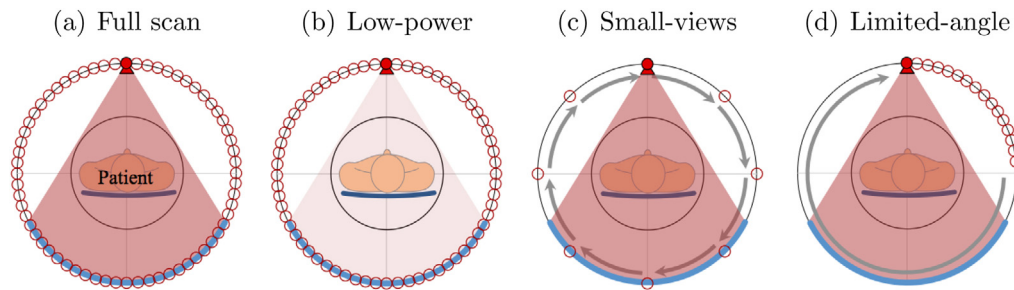 (a) Full scan
(b) Low-power
(c) Small-views
(d) Limited-angle
Patient